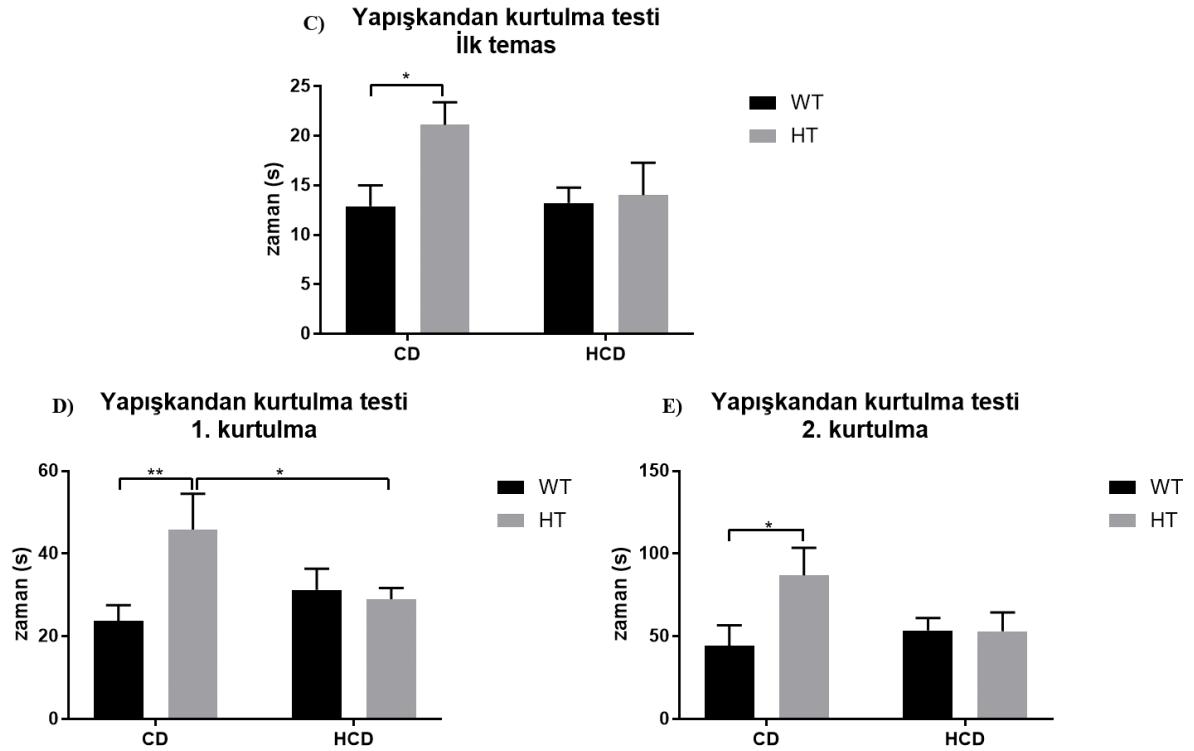 C) Yapışkandan kurtulma testi
İlk temas
*
25
20
15
10
5
0
zaman (s)
CD
HCD
WT
HT
D) Yapışkandan kurtulma testi
1. kurtulma
**
*
60
40
20
0
zaman (s)
CD
HCD
WT
HT
E) Yapışkandan kurtulma testi
2. kurtulma
*
150
100
50
0
zaman (s)
CD
HCD
WT
HT